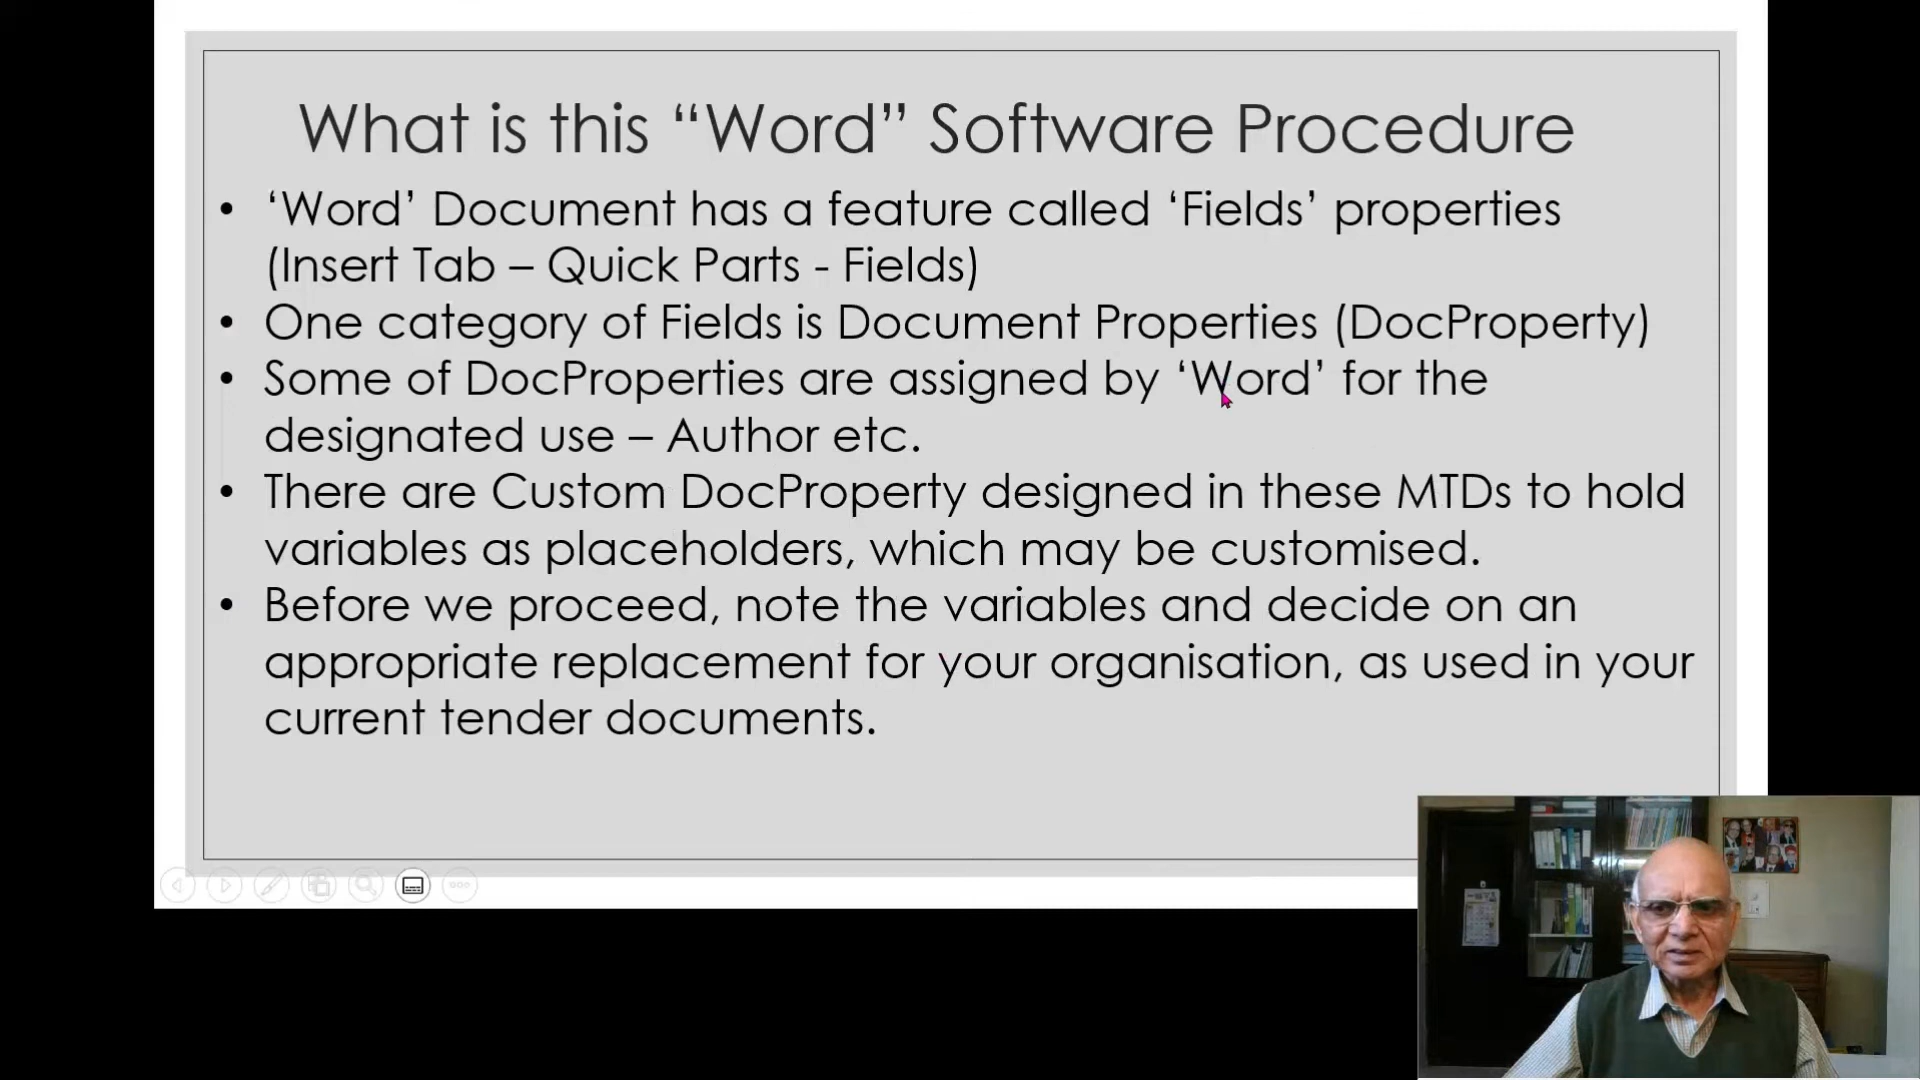 What is this “Word” Software Procedure
• ‘Word’ Document has a feature called ‘Fields’ properties
(Insert Tab – Quick Parts - Fields)
• One category of Fields is Document Properties (DocProperty)
• Some of DocProperties are assigned by ‘Word’ for the
designated use – Author etc.
• There are Custom DocProperty designed in these MTDs to hold
variables as placeholders, which may be customised.
• Before we proceed, note the variables and decide on an
appropriate replacement for your organisation, as used in your
current tender documents.